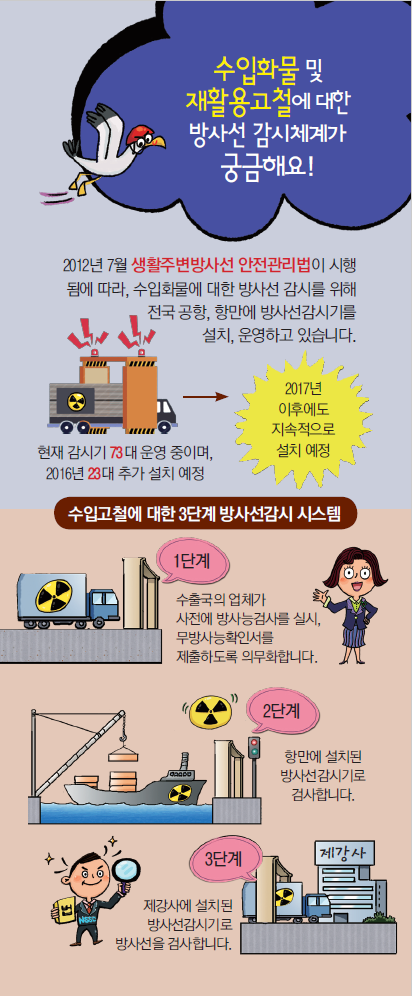 수입화물 및
재활용고철에 대한
방사선 감시체계가
궁금해요!
2012년 7월 생활주변방사선 안전관리법이 시행
됨에 따라, 수입화물에 대한 방사선 감시를 위해
전국 공항, 항만에 방사선감시기를
설치, 운영하고 있습니다.
현재 감시기 73대 운영 중이며,
2016년 23대 추가 설치 예정
2017년
이후에도
지속적으로
설치 예정
수입고철에 대한 3단계 방사선감시 시스템
1단계
수출국의 업체가
사전에 방사능검사를 실시,
무방사능확인서를
제출하도록 의무화합니다.
2단계
항만에 설치된
방사선감시기로
검사합니다.
3단계
제강사
제강사에 설치된
방사선감시기로
방사선을 검사합니다.
NSSC